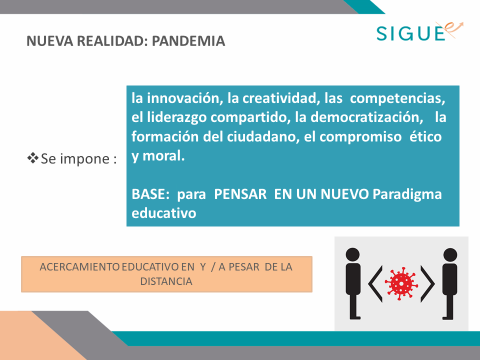 NUEVA REALIDAD: PANDEMIA
SIGUEe
la innovación, la creatividad, las competencias,
el liderazgo compartido, la democratización, la
formación del ciudadano, el compromiso ético
y moral.
❖Se impone :
BASE: para PENSAR EN UN NUEVO Paradigma
educativo
ACERCAMIENTO EDUCATIVO EN Y / A PESAR DE LA
DISTANCIA